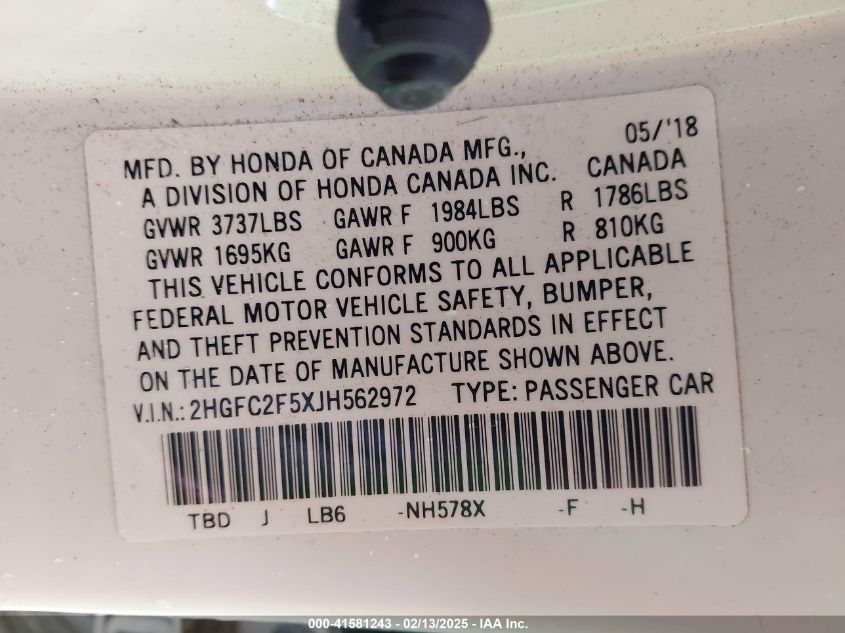 05/'18
MFD. BY HONDA OF CANADA MFG.,
A DIVISION OF HONDA CANADA INC. CANADA
GVWR 3737LBS GAWR F 1984LBS R 1786LBS
GVWR 1695KG GAWR F 900KG R 810KG
THIS VEHICLE CONFORMS TO ALL APPLICABLE
FEDERAL MOTOR VEHICLE SAFETY, BUMPER,
AND THEFT PREVENTION STANDARDS IN EFFECT
ON THE DATE OF MANUFACTURE SHOWN ABOVE.
V.I.N.: 2HGFC2F5XJH562972 TYPE: PASSENGER CAR
TBD J LB6 -NH578X -F -H
000-41581243 - 02/13/2025 - IAA Inc.